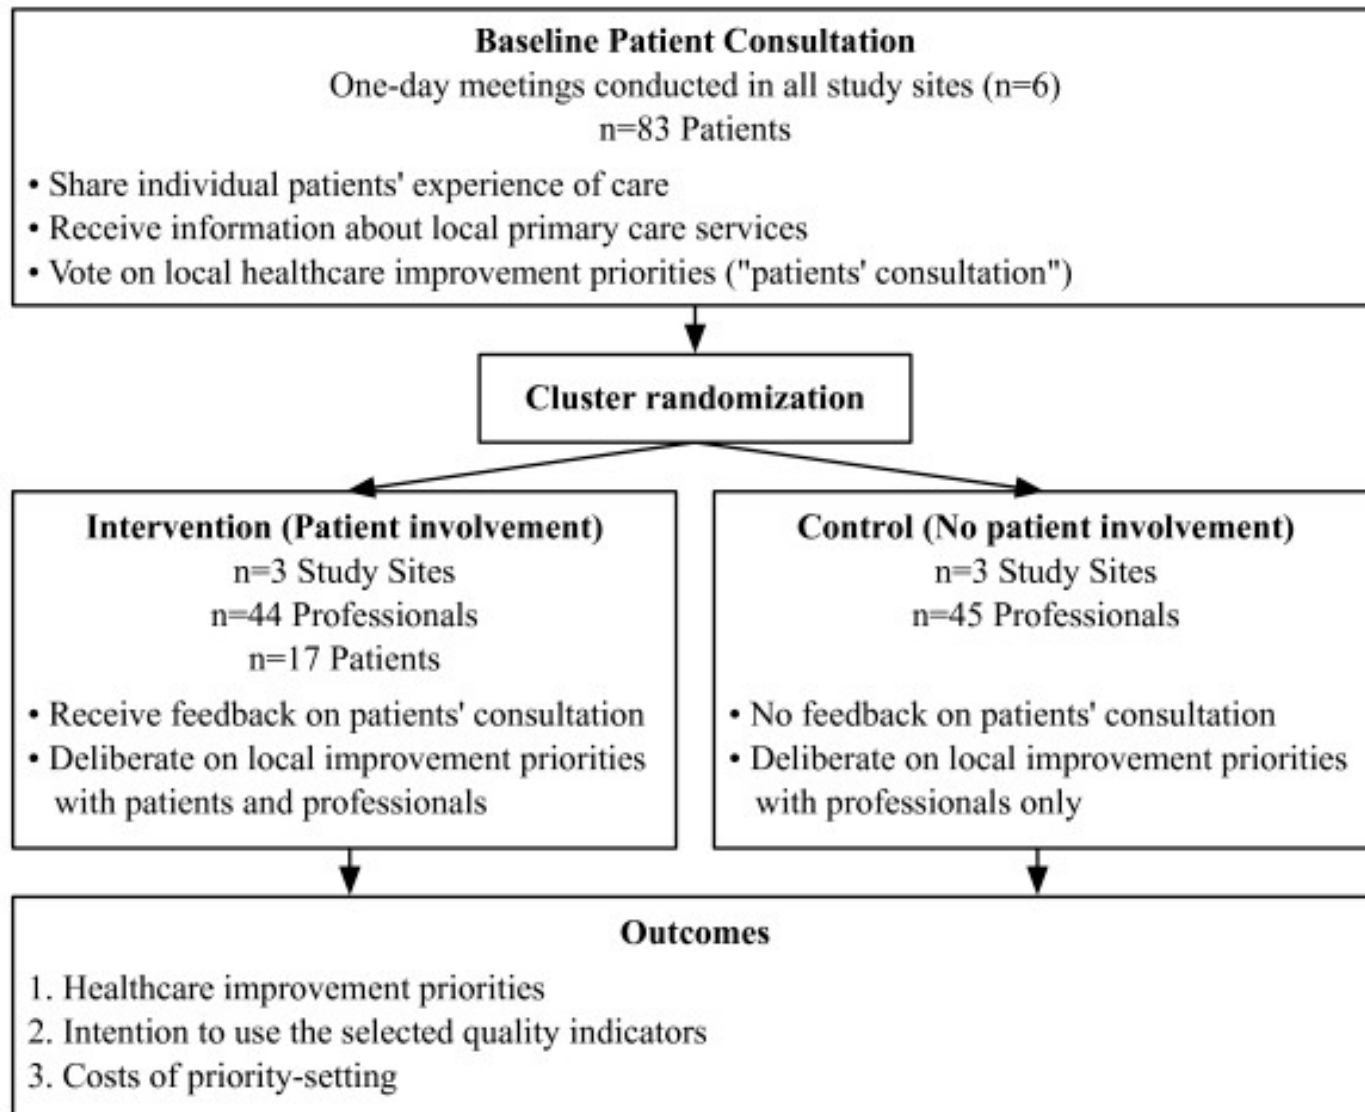 Baseline Patient Consultation
One-day meetings conducted in all study sites (n=6)
n=83 Patients
• Share individual patients' experience of care
• Receive information about local primary care services
• Vote on local healthcare improvement priorities ("patients' consultation")
Cluster randomization
Intervention (Patient involvement)
n=3 Study Sites
n=44 Professionals
n=17 Patients
• Receive feedback on patients' consultation
• Deliberate on local improvement priorities
with patients and professionals
Control (No patient involvement)
n=3 Study Sites
n=45 Professionals
• No feedback on patients' consultation
• Deliberate on local improvement priorities
with professionals only
Outcomes
1. Healthcare improvement priorities
2. Intention to use the selected quality indicators
3. Costs of priority-setting